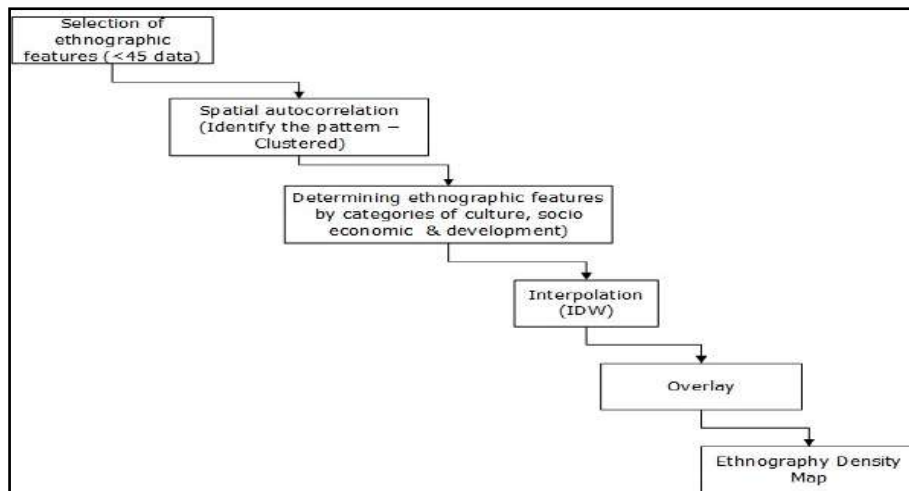 Selection of
ethnographic
features (<45 data)
Spatial autocorrelation
(Identify the pattern –
Clustered)
Determining ethnographic features
by categories of culture, socio
economic & development)
Interpolation
(IDW)
Overlay
Ethnography Density
Map